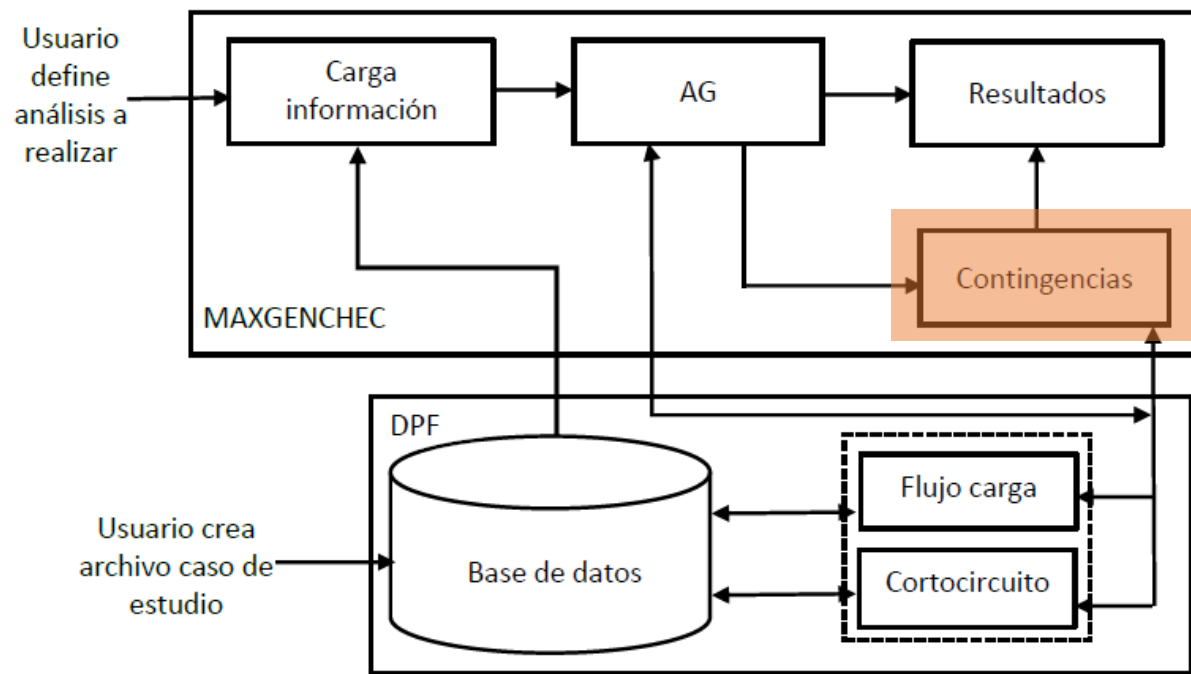 Usuario
define
análisis a
realizar
Carga
información
AG
Resultados
Contingencias
MAXGENCHEC
DPF
Flujo carga
Usuario crea
archivo caso de
estudio
Base de datos
Cortocircuito